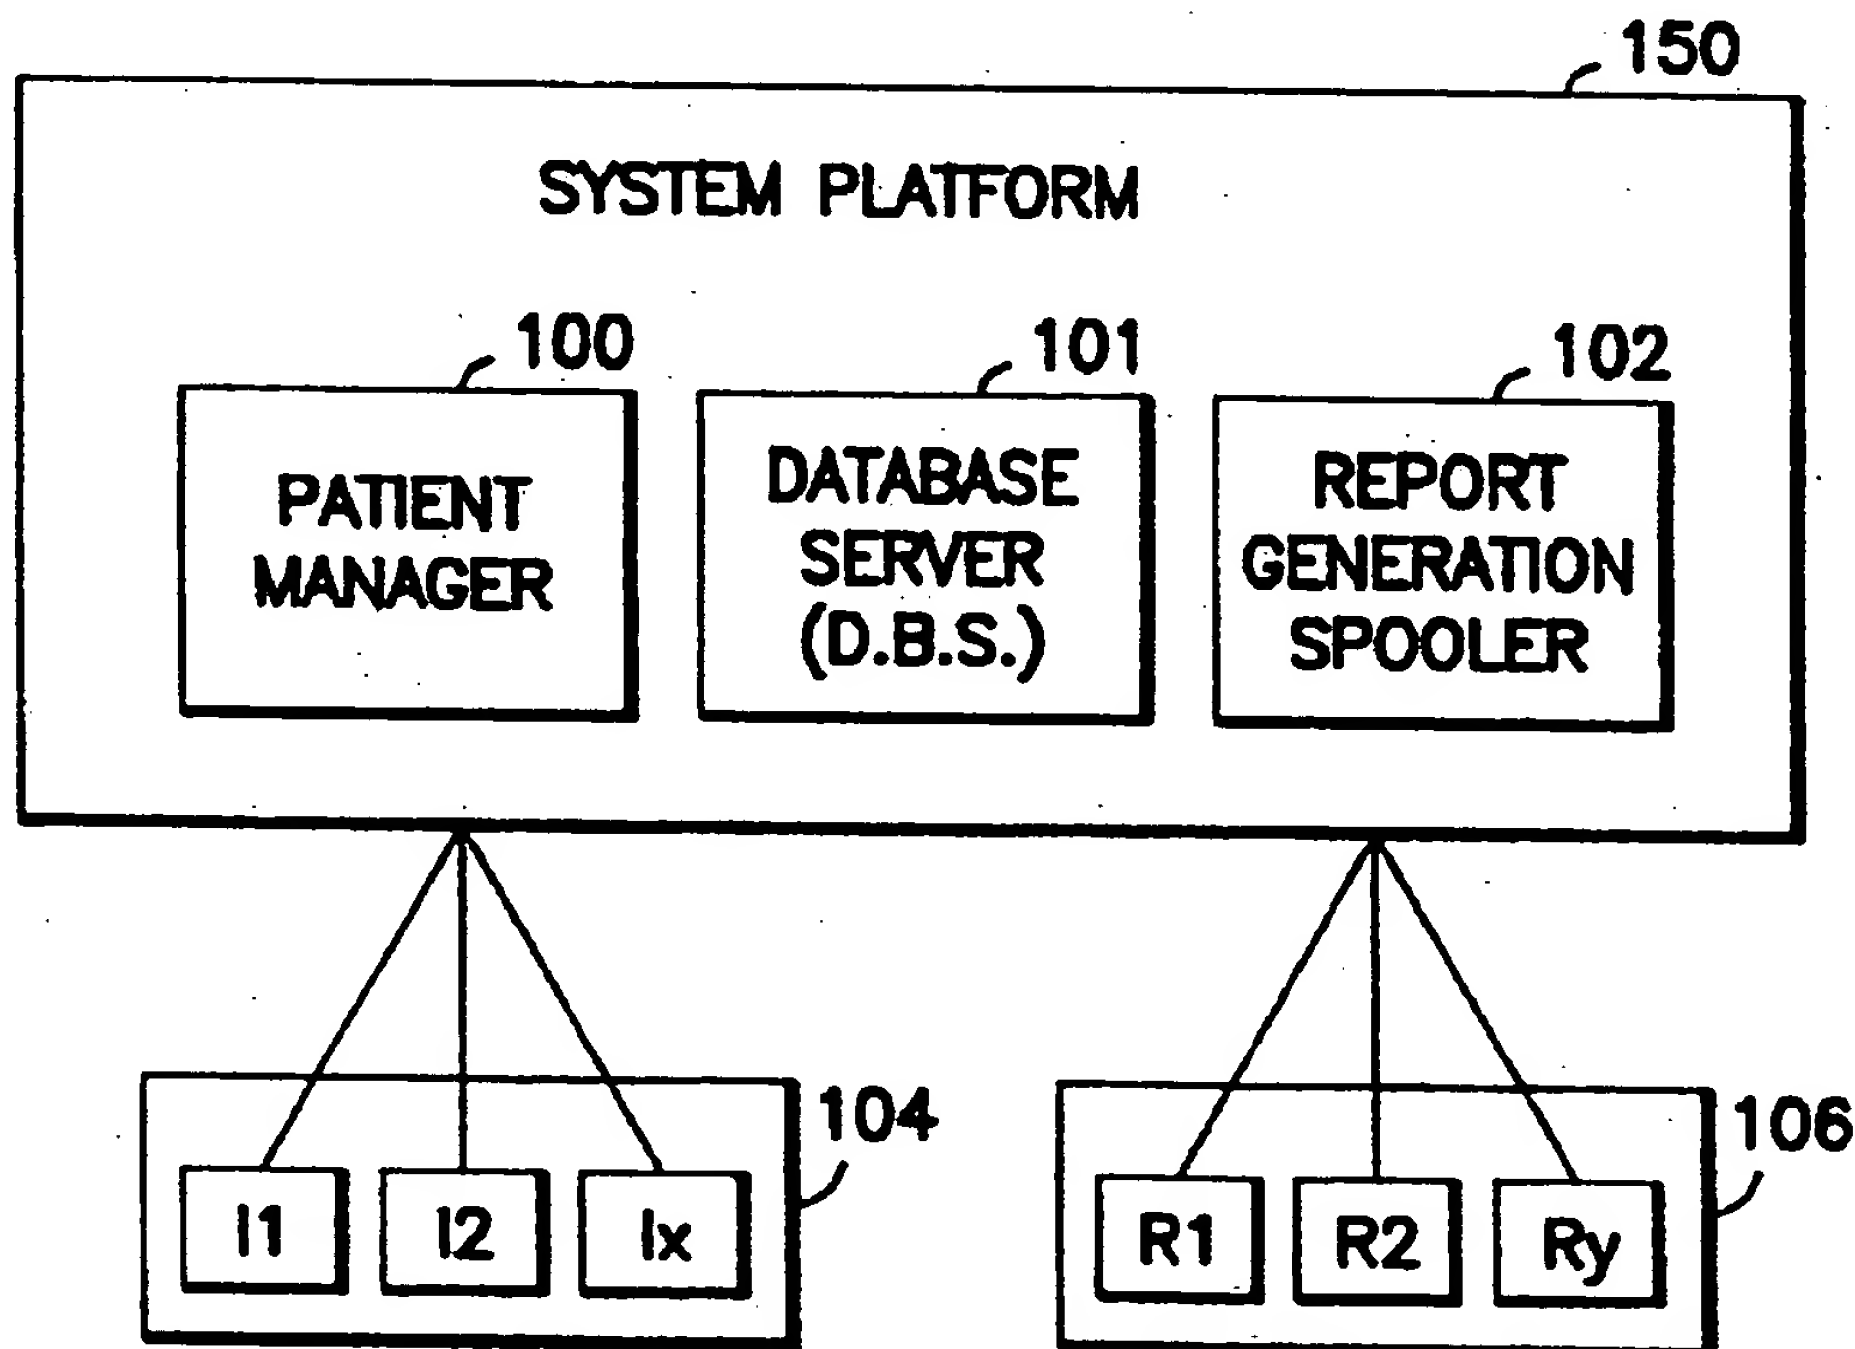 150
SYSTEM PLATFORM
100
101
102
PATIENT
MANAGER
DATABASE
SERVER
(D.B.S.)
REPORT
GENERATION
SPOOLER
104
106
I1
I2
Ix
R1
R2
Ry